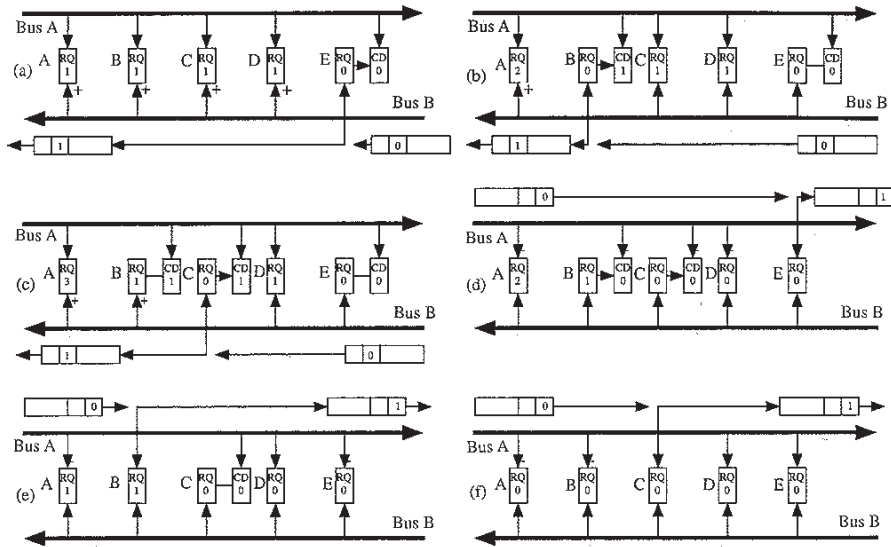 Bus A
(a) A RQ 1 + B RQ 1 + C RQ 1 + D RQ 1 + E RQ 0 CD 0
Bus B
1 0
Bus A
(b) A RQ 2 + B RQ 0 CD 1 C RQ 1 D RQ 1 E RQ 0 CD 0
Bus B
1 0
Bus A
(c) A RQ 3 + B RQ 1 + CD 1 C RQ 0 CD 1 D RQ 1 E RQ 0 CD 0
Bus B
1 0
0 1
Bus A
(d) A RQ 2 B RQ 1 CD 0 C RQ 0 CD 0 D RQ 0 E RQ 0
Bus B
0 1
Bus A
(e) A RQ 1 B RQ 1 C RQ 0 CD 0 D RQ 0 E RQ 0
Bus B
0 1
Bus A
(f) A RQ 0 B RQ 0 C RQ 0 D RQ 0 E RQ 0
Bus B